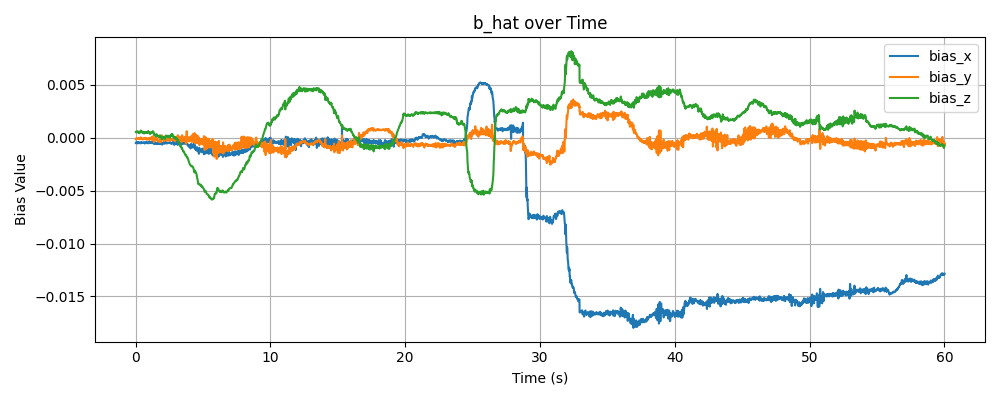 b_hat over Time
bias_x
bias_y
bias_z
Bias Value
0.005
0.000
−0.005
−0.010
−0.015
0 10 20 30 40 50 60
Time (s)